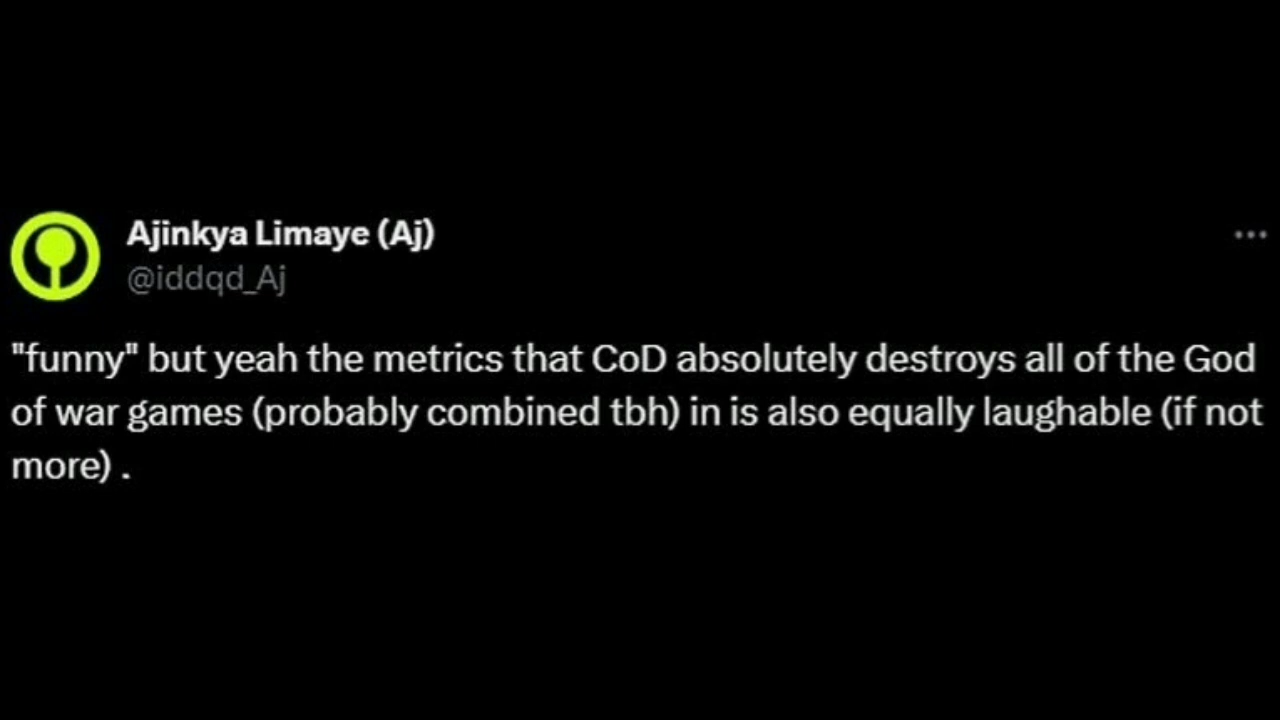 Ajinkya Limaye (Aj)
@iddqd_Aj
"funny" but yeah the metrics that CoD absolutely destroys all of the God
of war games (probably combined tbh) in is also equally laughable (if not
more) .